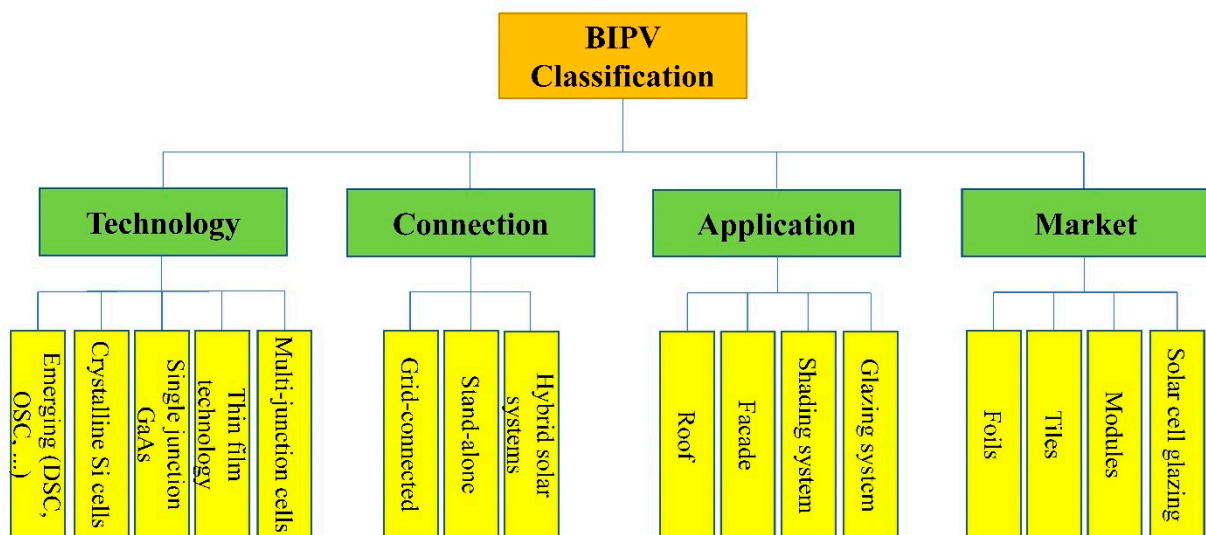 BIPV
Classification
Technology
Connection
Application
Market
Emerging (DSC,
OSC, ...)
Crystalline Si cells
Single junction
GaAs
Thin film
technology
Multi-junction cells
Grid-connected
Stand-alone
Hybrid solar
systems
Roof
Facade
Shading system
Glazing system
Foils
Tiles
Modules
Solar cell glazing